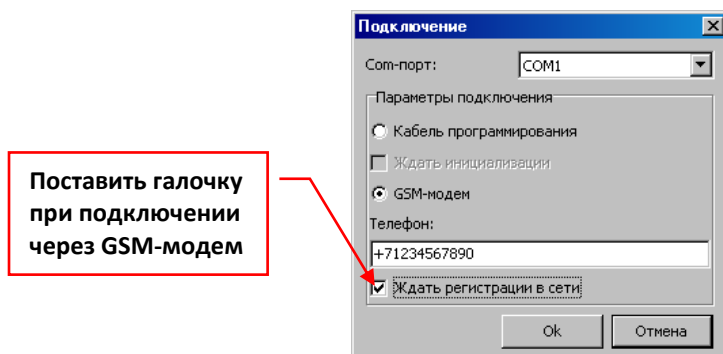 Подключение
Com-порт:
COM1
Параметры подключения
Кабель программирования
Ждать инициализации
GSM-модем
Телефон:
+71234567890
Ждать регистрации в сети
Ok
Отмена
Поставить галочку
при подключении
через GSM-модем